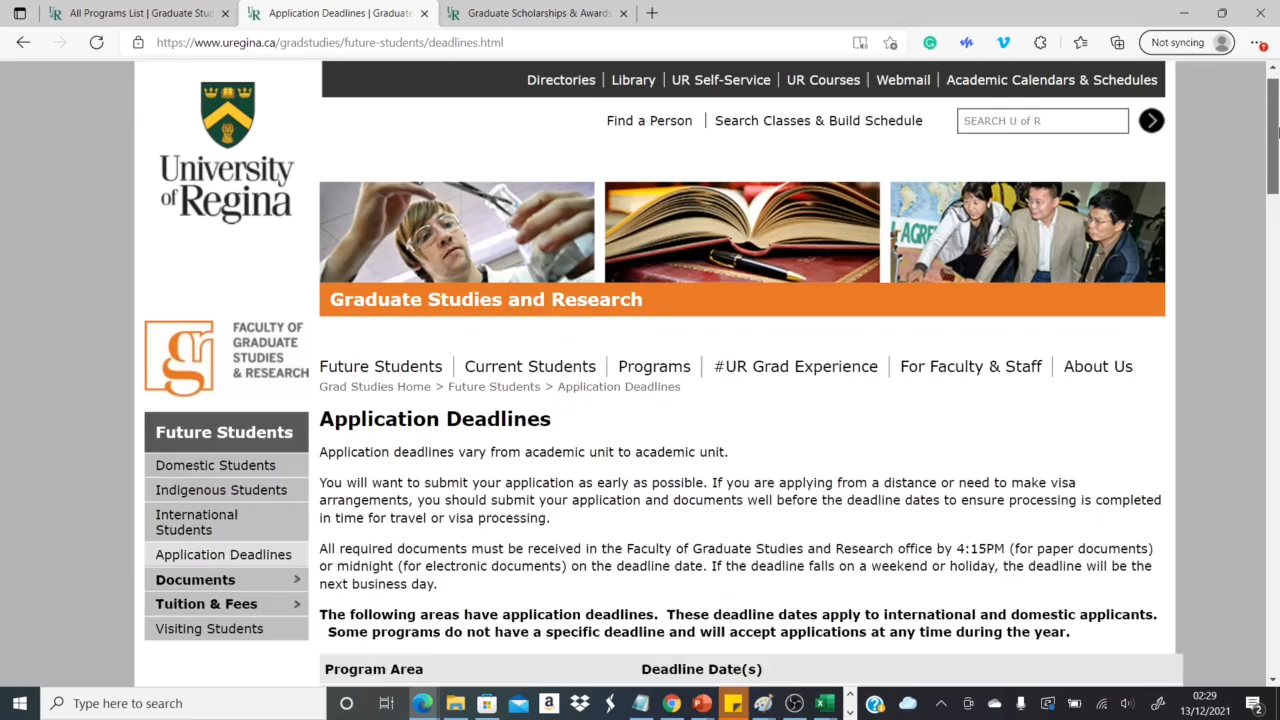 All Programs List | Graduate Stud
Application Deadlines | Graduate
Graduate Scholarships & Awards
https://www.uregina.ca/gradstudies/future-students/deadlines.html
Not syncing
Directories | Library | UR Self-Service | UR Courses | Webmail | Academic Calendars & Schedules
Find a Person | Search Classes & Build Schedule
SEARCH U of R
University
of Regina
AGREE
Graduate Studies and Research
FACULTY OF
GRADUATE
STUDIES
& RESEARCH
Future Students | Current Students | Programs | #UR Grad Experience | For Faculty & Staff | About Us
Grad Studies Home > Future Students > Application Deadlines
Future Students
Domestic Students
Indigenous Students
International
Students
Application Deadlines
Documents >
Tuition & Fees >
Visiting Students
Application Deadlines
Application deadlines vary from academic unit to academic unit.
You will want to submit your application as early as possible. If you are applying from a distance or need to make visa
arrangements, you should submit your application and documents well before the deadline dates to ensure processing is completed
in time for travel or visa processing.
All required documents must be received in the Faculty of Graduate Studies and Research office by 4:15PM (for paper documents)
or midnight (for electronic documents) on the deadline date. If the deadline falls on a weekend or holiday, the deadline will be the
next business day.
The following areas have application deadlines. These deadline dates apply to international and domestic applicants.
Some programs do not have a specific deadline and will accept applications at any time during the year.
Program Area Deadline Date(s)
Type here to search
02:29
13/12/2021
2